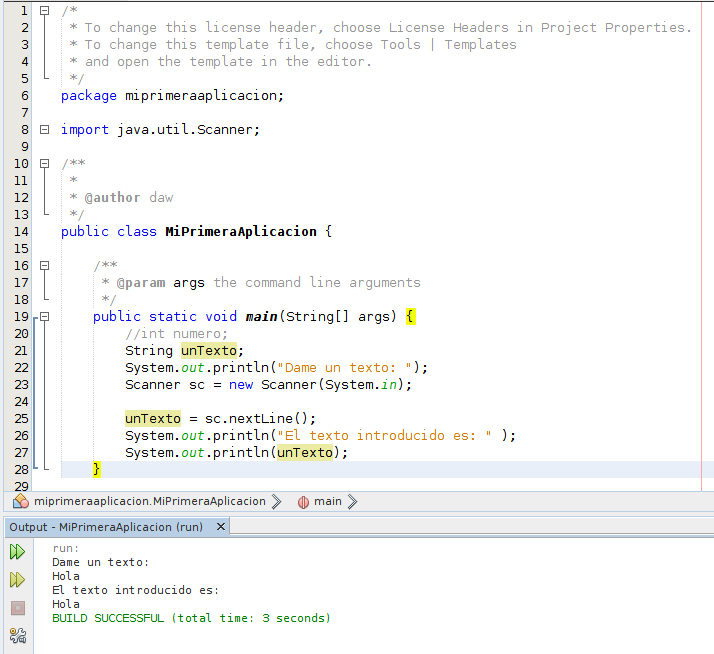 1 /*
2 * To change this license header, choose License Headers in Project Properties.
3 * To change this template file, choose Tools | Templates
4 * and open the template in the editor.
5 */
6 package miprimeraaplicacion;
7
8 import java.util.Scanner;
9
10 /**
11 *
12 * @author daw
13 */
14 public class MiPrimeraAplicacion {
15
16 /**
17 * @param args the command line arguments
18 */
19 public static void main(String[] args) {
20 //int numero;
21 String unTexto;
22 System.out.println("Dame un texto: ");
23 Scanner sc = new Scanner(System.in);
24
25 unTexto = sc.nextLine();
26 System.out.println("El texto introducido es: " );
27 System.out.println(unTexto);
28 }
29
miprimeraaplicacion.MiPrimeraAplicacion main
Output - MiPrimeraAplicacion (run) ×
run:
Dame un texto:
Hola
El texto introducido es:
Hola
BUILD SUCCESSFUL (total time: 3 seconds)